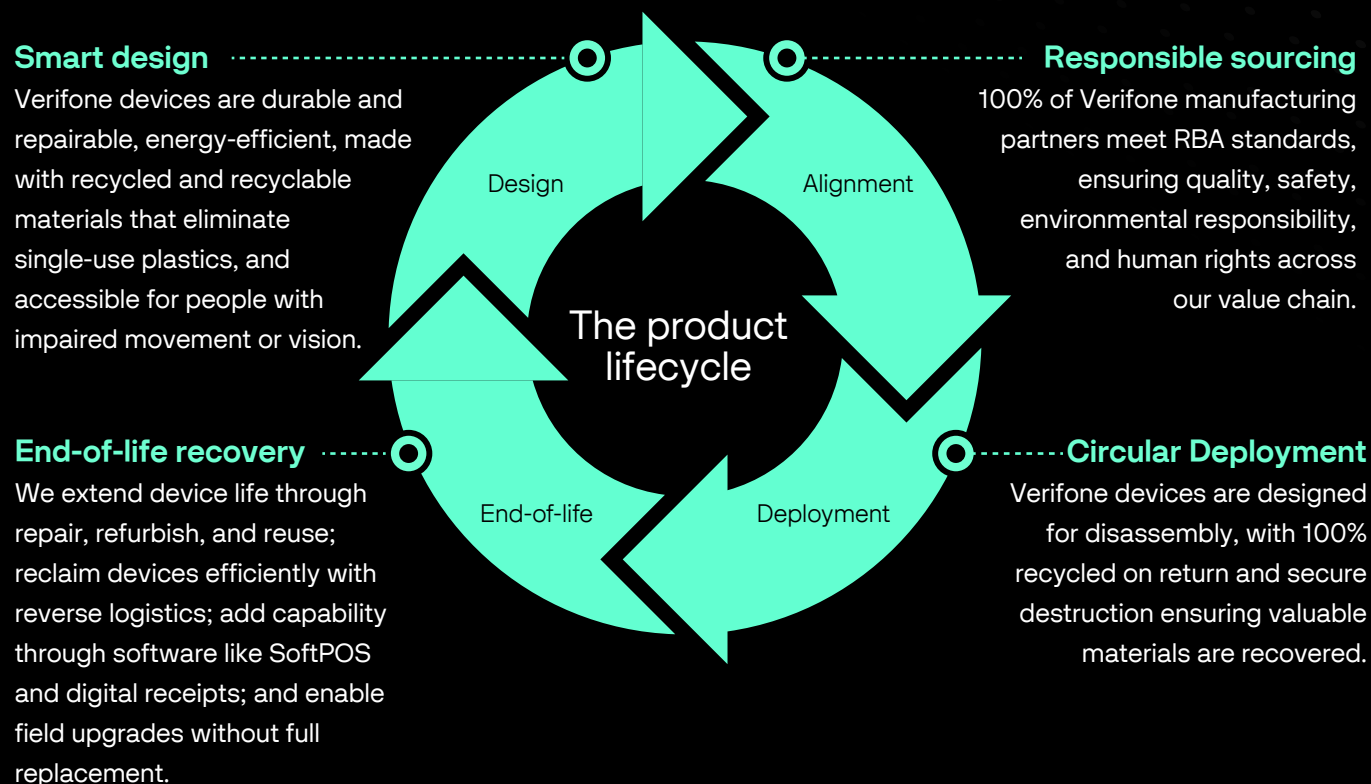 Smart design
Verifone devices are durable and
repairable, energy-efficient, made
with recycled and recyclable
materials that eliminate
single-use plastics, and
accessible for people with
impaired movement or vision.
Responsible sourcing
100% of Verifone manufacturing
partners meet RBA standards,
ensuring quality, safety,
environmental responsibility,
and human rights across
our value chain.
Design
Alignment
The product
lifecycle
End-of-life
Deployment
End-of-life recovery
We extend device life through
repair, refurbish, and reuse;
reclaim devices efficiently with
reverse logistics; add capability
through software like SoftPOS
and digital receipts; and enable
field upgrades without full
replacement.
Circular Deployment
Verifone devices are designed
for disassembly, with 100%
recycled on return and secure
destruction ensuring valuable
materials are recovered.